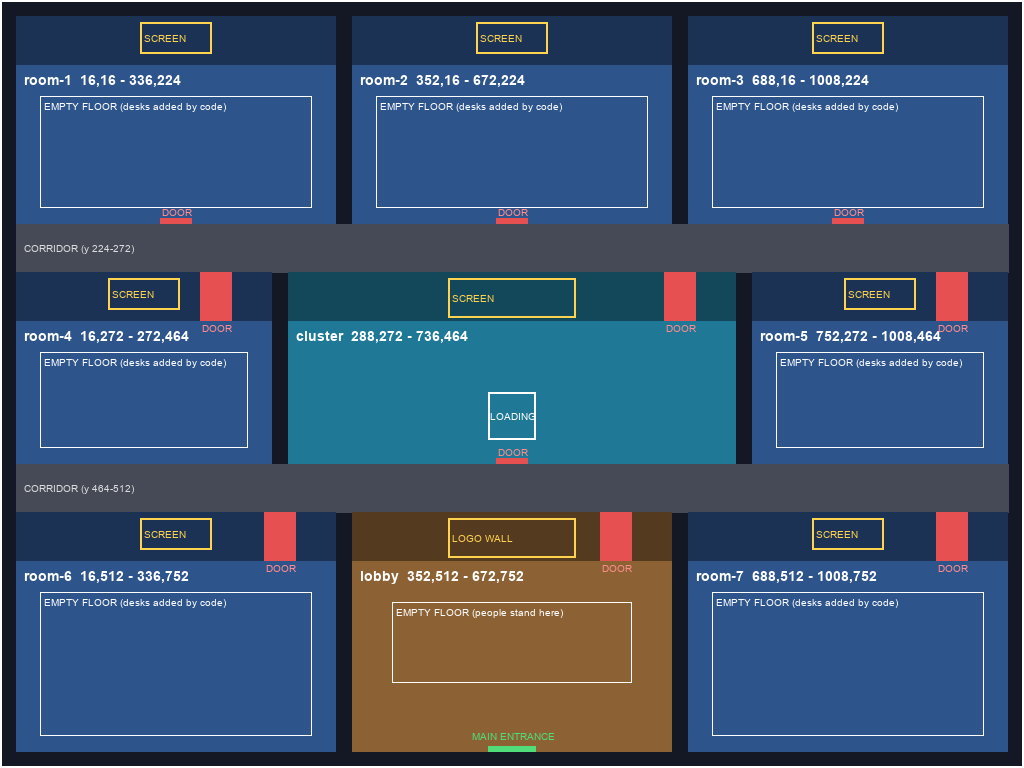 SCREEN
SCREEN
SCREEN
room-1 16,16 - 336,224
room-2 352,16 - 672,224
room-3 688,16 - 1008,224
EMPTY FLOOR (desks added by code)
EMPTY FLOOR (desks added by code)
EMPTY FLOOR (desks added by code)
DOOR
DOOR
DOOR
CORRIDOR (y 224-272)
SCREEN
SCREEN
SCREEN
DOOR
DOOR
DOOR
room-4 16,272 - 272,464
cluster 288,272 - 736,464
room-5 752,272 - 1008,464
EMPTY FLOOR (desks added by code)
EMPTY FLOOR (desks added by code)
LOADING
DOOR
CORRIDOR (y 464-512)
SCREEN
LOGO WALL
SCREEN
DOOR
DOOR
DOOR
room-6 16,512 - 336,752
lobby 352,512 - 672,752
room-7 688,512 - 1008,752
EMPTY FLOOR (desks added by code)
EMPTY FLOOR (people stand here)
EMPTY FLOOR (desks added by code)
MAIN ENTRANCE